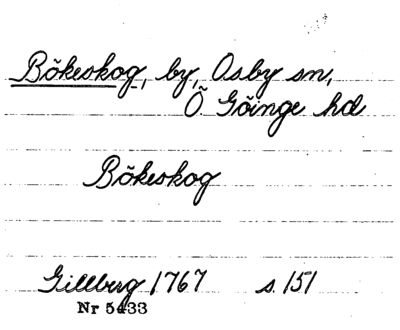 Bökeskog, by, Osby sn,
Ö. Göinge hd
Bökeskog
Gillberg 1767 s. 151
Nr 5433